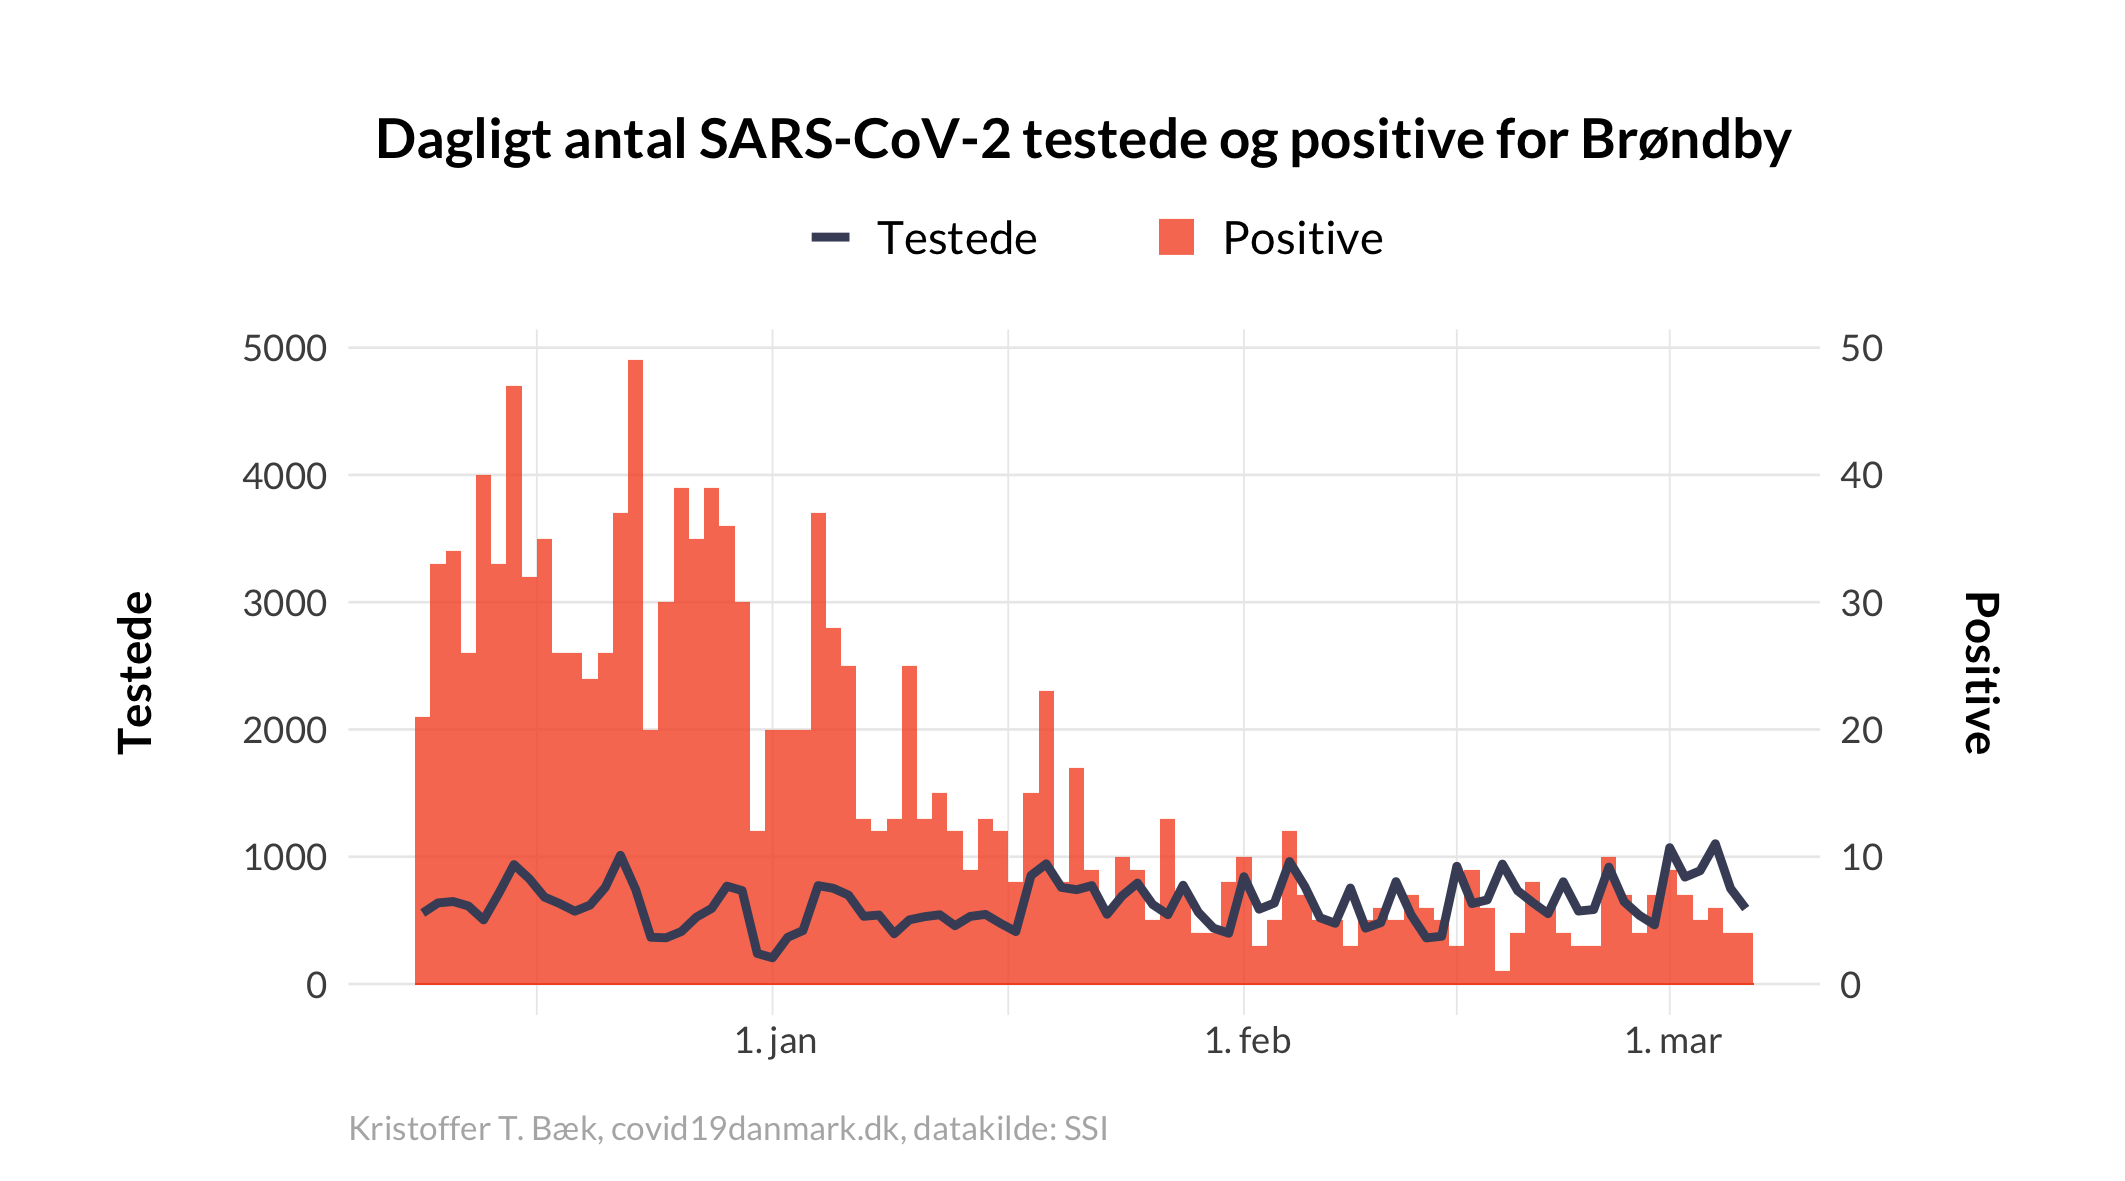 Dagligt antal SARS-CoV-2 testede og positive for Brøndby
Testede
Positive
5000
4000
3000
2000
1000
0
Testede
50
40
30
20
10
0
Positive
1. jan
1. feb
1. mar
Kristoffer T. Bæk, covid19danmark.dk, datakilde: SSI